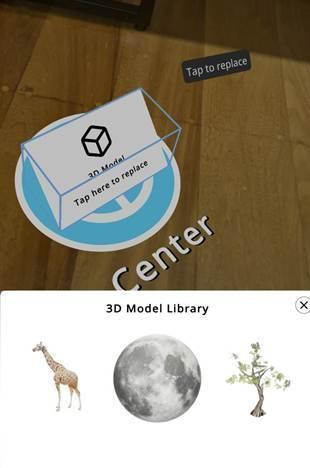 Tap to replace
3D Model
Tap here to replace
Center
3D Model Library